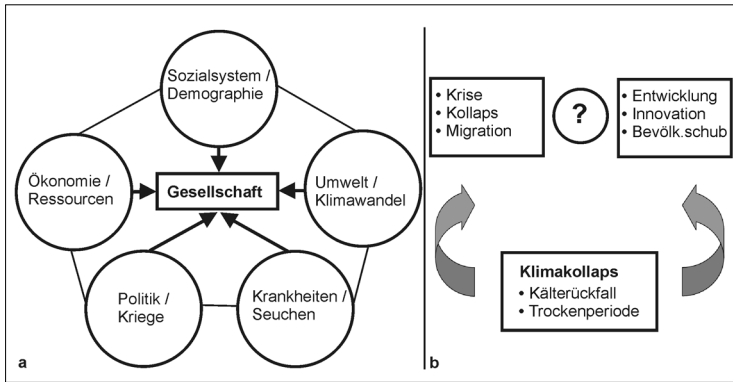 Sozialsystem /
Demographie
Ökonomie /
Ressourcen
Gesellschaft
Umwelt /
Klimawandel
Politik /
Kriege
Krankheiten /
Seuchen
a
• Krise
• Kollaps
• Migration
?
• Entwicklung
• Innovation
• Bevölk.schub
Klimakollaps
• Kälterückfall
• Trockenperiode
b